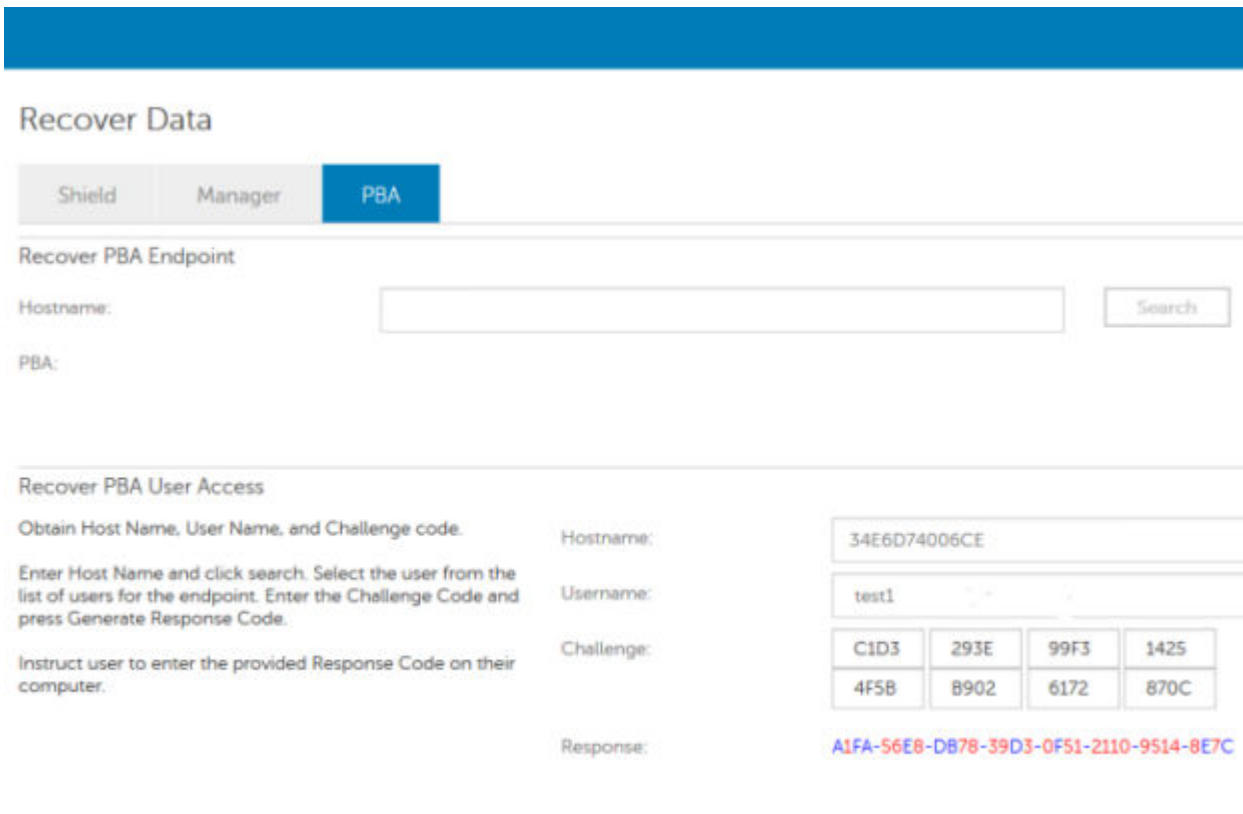 Recover Data
Shield Manager PBA
Recover PBA Endpoint
Hostname:
Search
PBA:
Recover PBA User Access
Obtain Host Name, User Name, and Challenge code.
Enter Host Name and click search. Select the user from the
list of users for the endpoint. Enter the Challenge Code and
press Generate Response Code.
Instruct user to enter the provided Response Code on their
computer.
Hostname: 34E6D74006CE
Username: test1
Challenge: C1D3 293E 99F3 1425
4F5B B902 6172 870C
Response: A1FA-56E8-DB78-39D3-0F51-2110-9514-8E7C